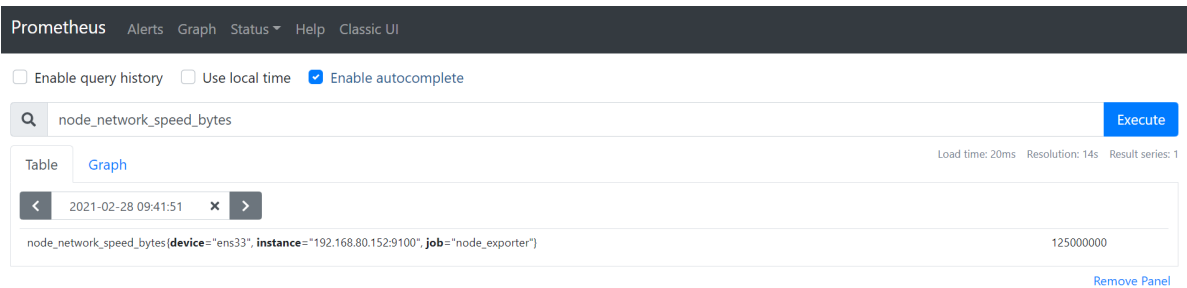 Prometheus Alerts Graph Status Help Classic UI
Enable query history Use local time Enable autocomplete
node_network_speed_bytes Execute
Load time: 20ms Resolution: 14s Result series: 1
Table Graph
2021-02-28 09:41:51
node_network_speed_bytes{device="ens33", instance="192.168.80.152:9100", job="node_exporter"} 125000000
Remove Panel